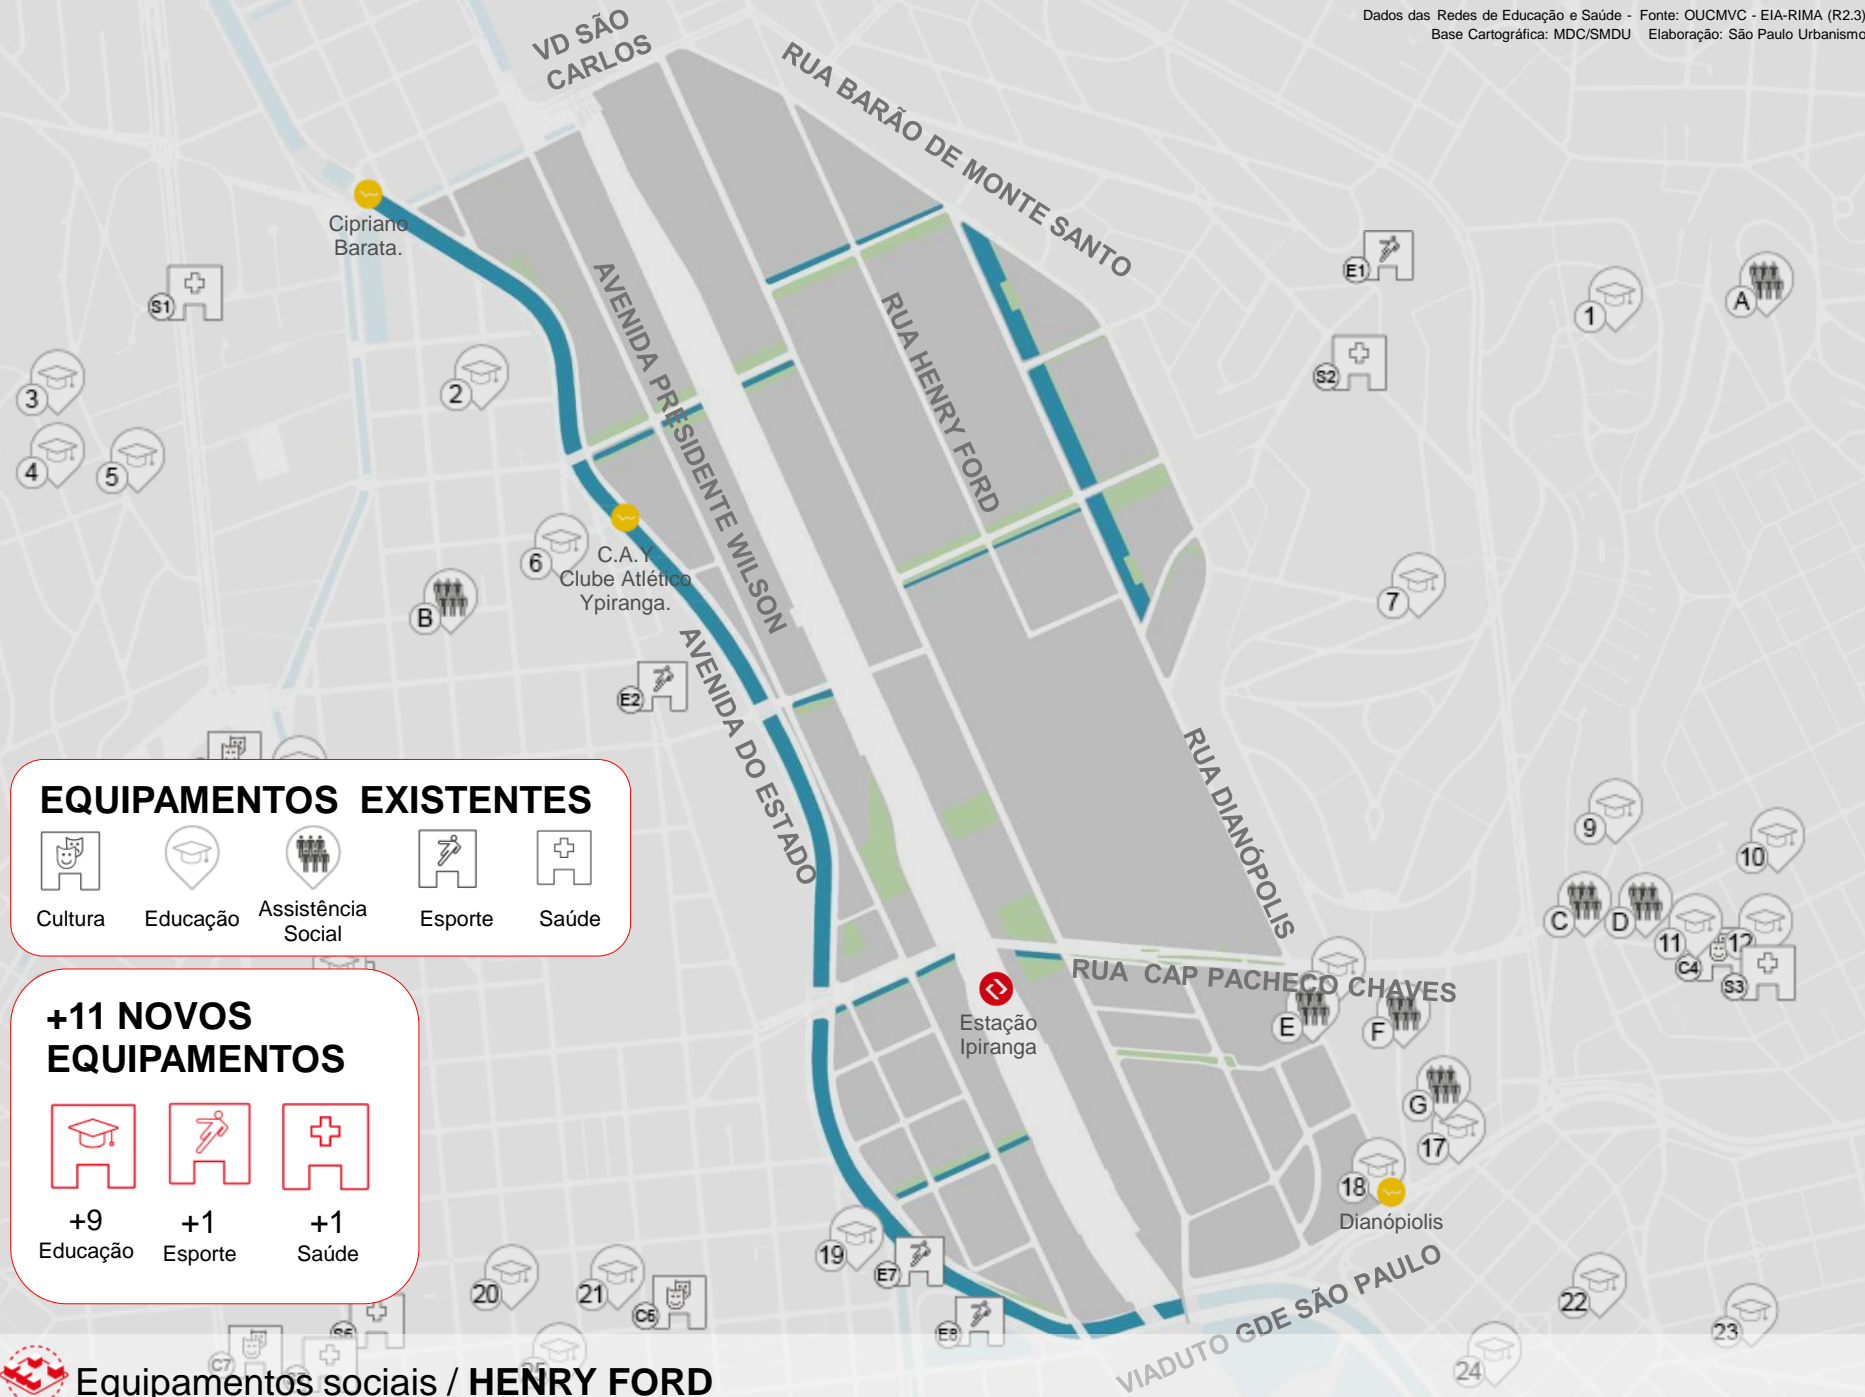 Dados das Redes de Educação e Saúde - Fonte: OUCMVC - EIA-RIMA (R2.3)
Base Cartográfica: MDC/SMDU Elaboração: São Paulo Urbanismo
VD SÃO
CARLOS
RUA BARÃO DE MONTE SANTO
Cipriano
Barata.
S1
E1
1
A
S2
AVENIDA PRESIDENTE WILSON
RUA HENRY FORD
2
3
4
5
6
C.A.Y
Clube Atlético
Ypiranga.
B
7
E2
AVENIDA DO ESTADO
RUA DIANÓPOLIS
EQUIPAMENTOS EXISTENTES
Cultura
Educação
Assistência
Social
Esporte
Saúde
9
10
C
D
11
12
C4
S3
RUA CAP PACHECO CHAVES
Estação
Ipiranga
E
F
G
17
18
Dianópiolis
+11 NOVOS
EQUIPAMENTOS
+9
Educação
+1
Esporte
+1
Saúde
19
E7
E8
20
21
C6
22
23
24
VIADUTO GDE SÃO PAULO
C7
25
Equipamentos sociais / HENRY FORD